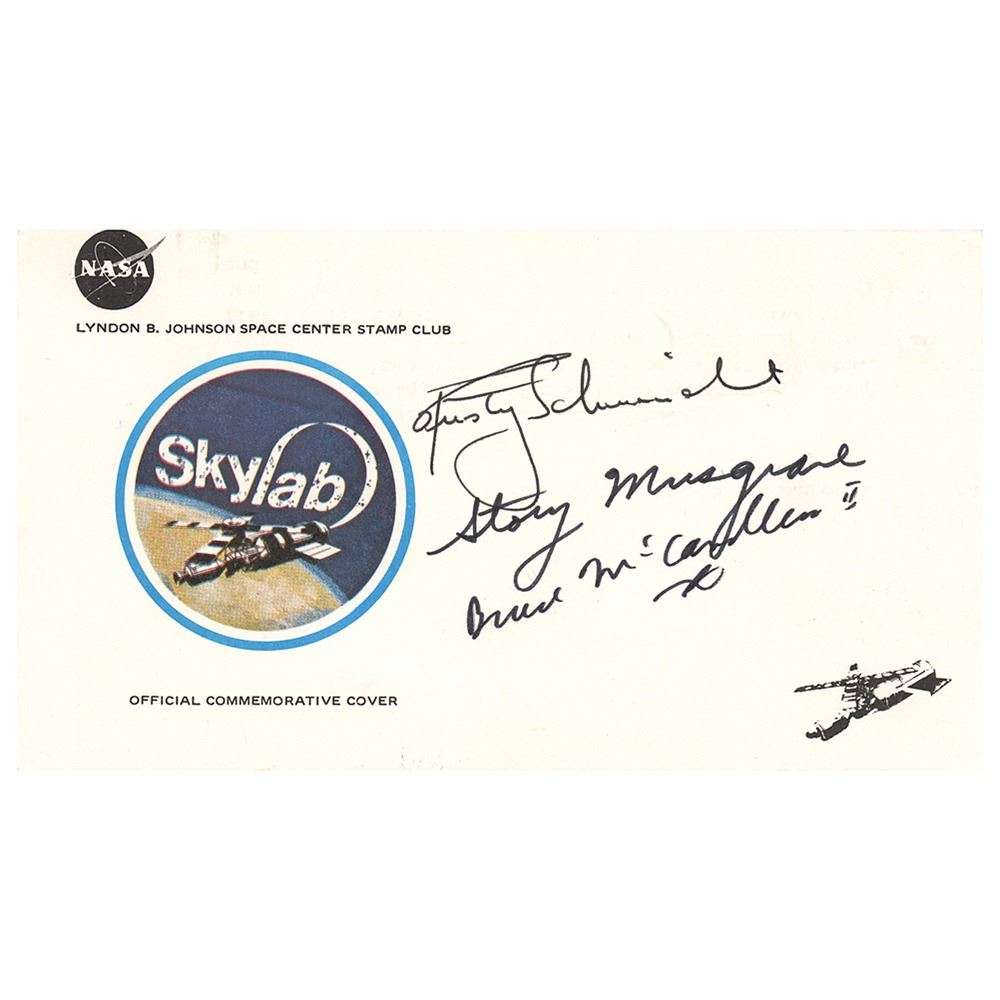 NASA
LYNDON B. JOHNSON SPACE CENTER STAMP CLUB
Skylab
Rusty Schweickart
Story Musgrave
Bruce McCandless II
OFFICIAL COMMEMORATIVE COVER